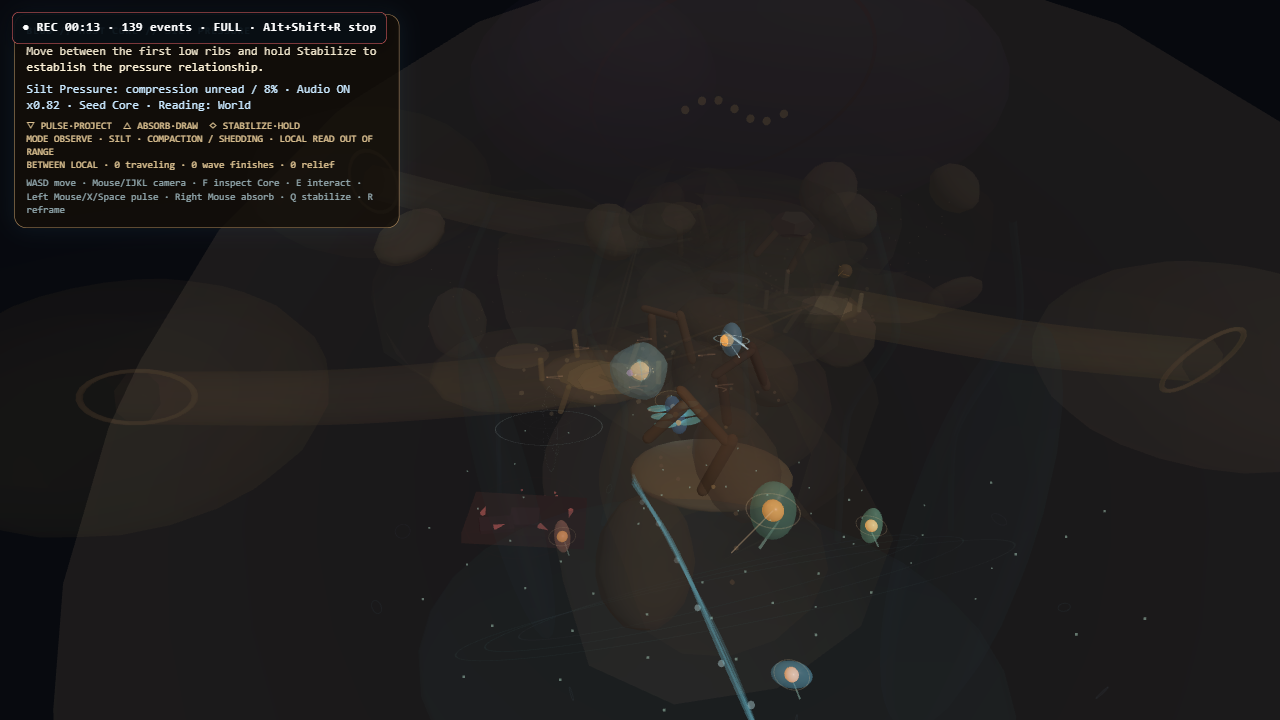 ● REC 00:13 · 139 events · FULL · Alt+Shift+R stop
Move between the first low ribs and hold Stabilize to
establish the pressure relationship.
Silt Pressure: compression unread / 8% · Audio ON
x0.82 · Seed Core · Reading: World
▽ PULSE·PROJECT △ ABSORB·DRAW ◇ STABILIZE·HOLD
MODE OBSERVE · SILT · COMPACTION / SHEDDING · LOCAL READ OUT OF
RANGE
BETWEEN LOCAL · 0 traveling · 0 wave finishes · 0 relief
WASD move · Mouse/IJKL camera · F inspect Core · E interact ·
Left Mouse/X/Space pulse · Right Mouse absorb · Q stabilize · R
reframe